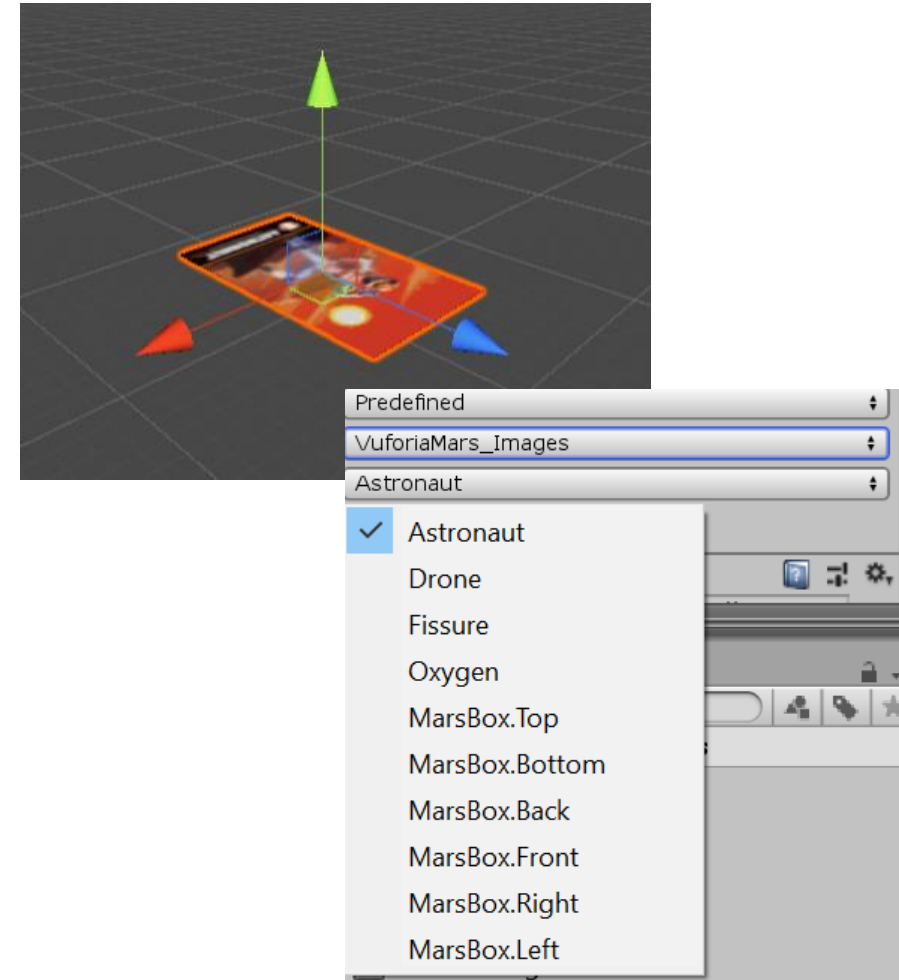 Predefined
VuforiaMars_Images
Astronaut
Astronaut
Drone
Fissure
Oxygen
MarsBox.Top
MarsBox.Bottom
MarsBox.Back
MarsBox.Front
MarsBox.Right
MarsBox.Left